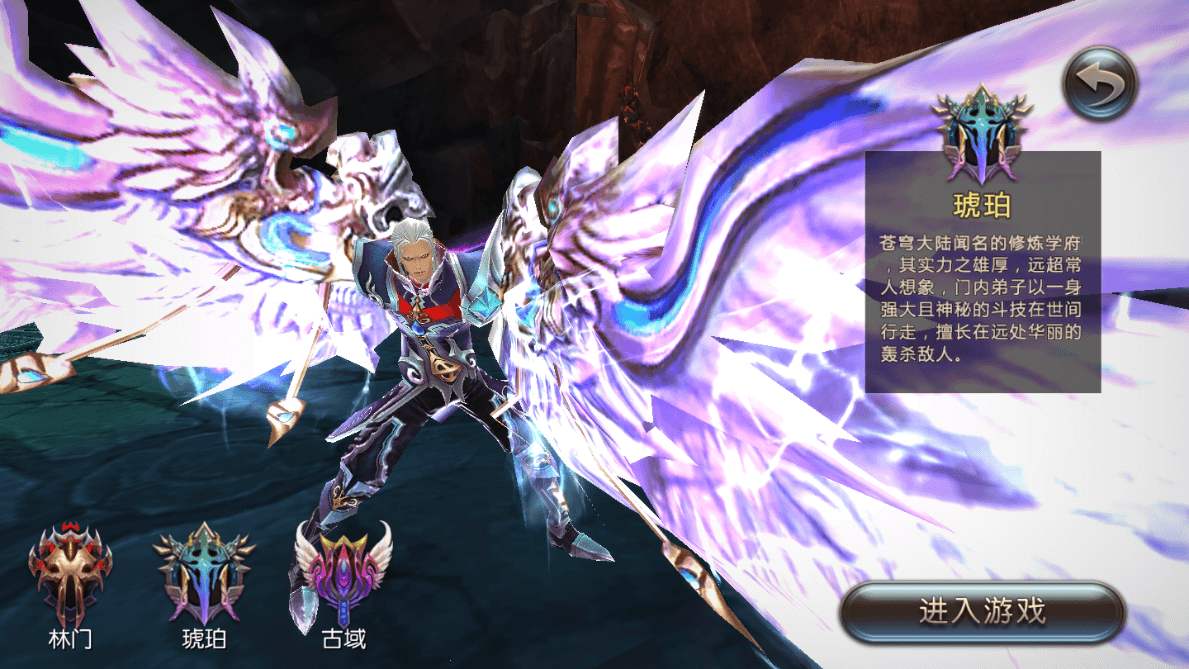 琥珀
苍穹大陆闻名的修炼学府
，其实力之雄厚，远超常
人想象，门内弟子以一身
强大且神秘的斗技在世间
行走，擅长在远处华丽的
轰杀敌人。
林门
琥珀
古域
进入游戏